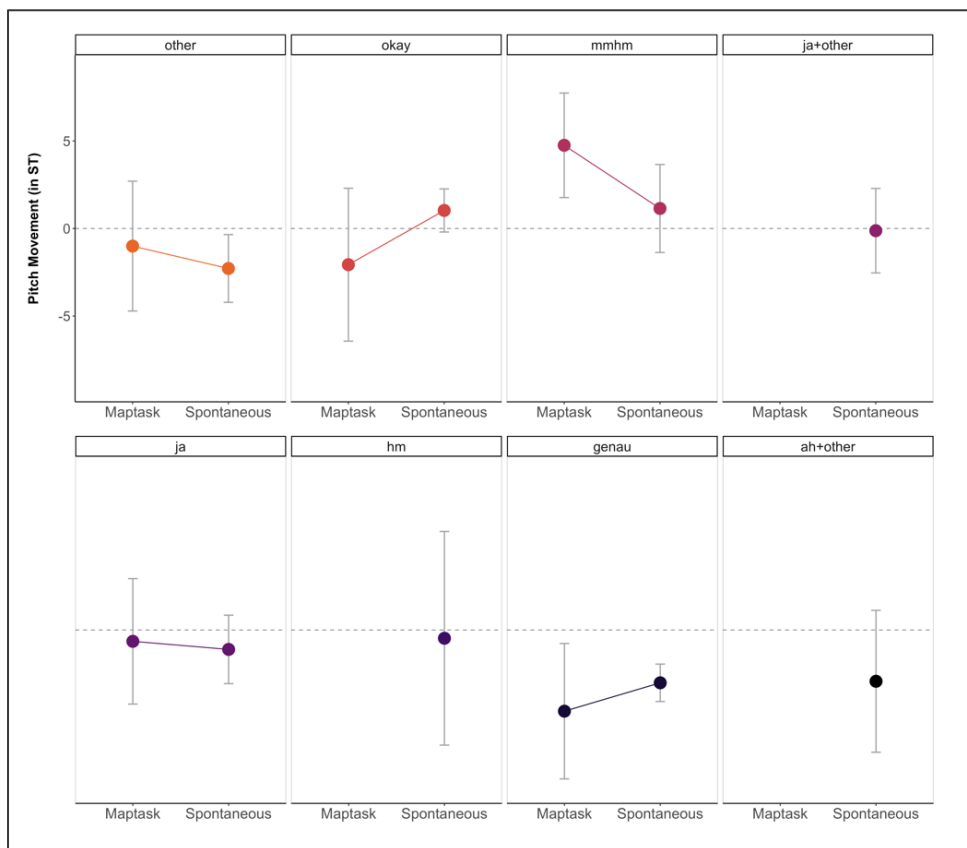 other okay mmhm ja+other
Pitch Movement (in ST)
5
0
-5
Maptask Spontaneous Maptask Spontaneous Maptask Spontaneous Maptask Spontaneous
ja hm genau ah+other
Maptask Spontaneous Maptask Spontaneous Maptask Spontaneous Maptask Spontaneous